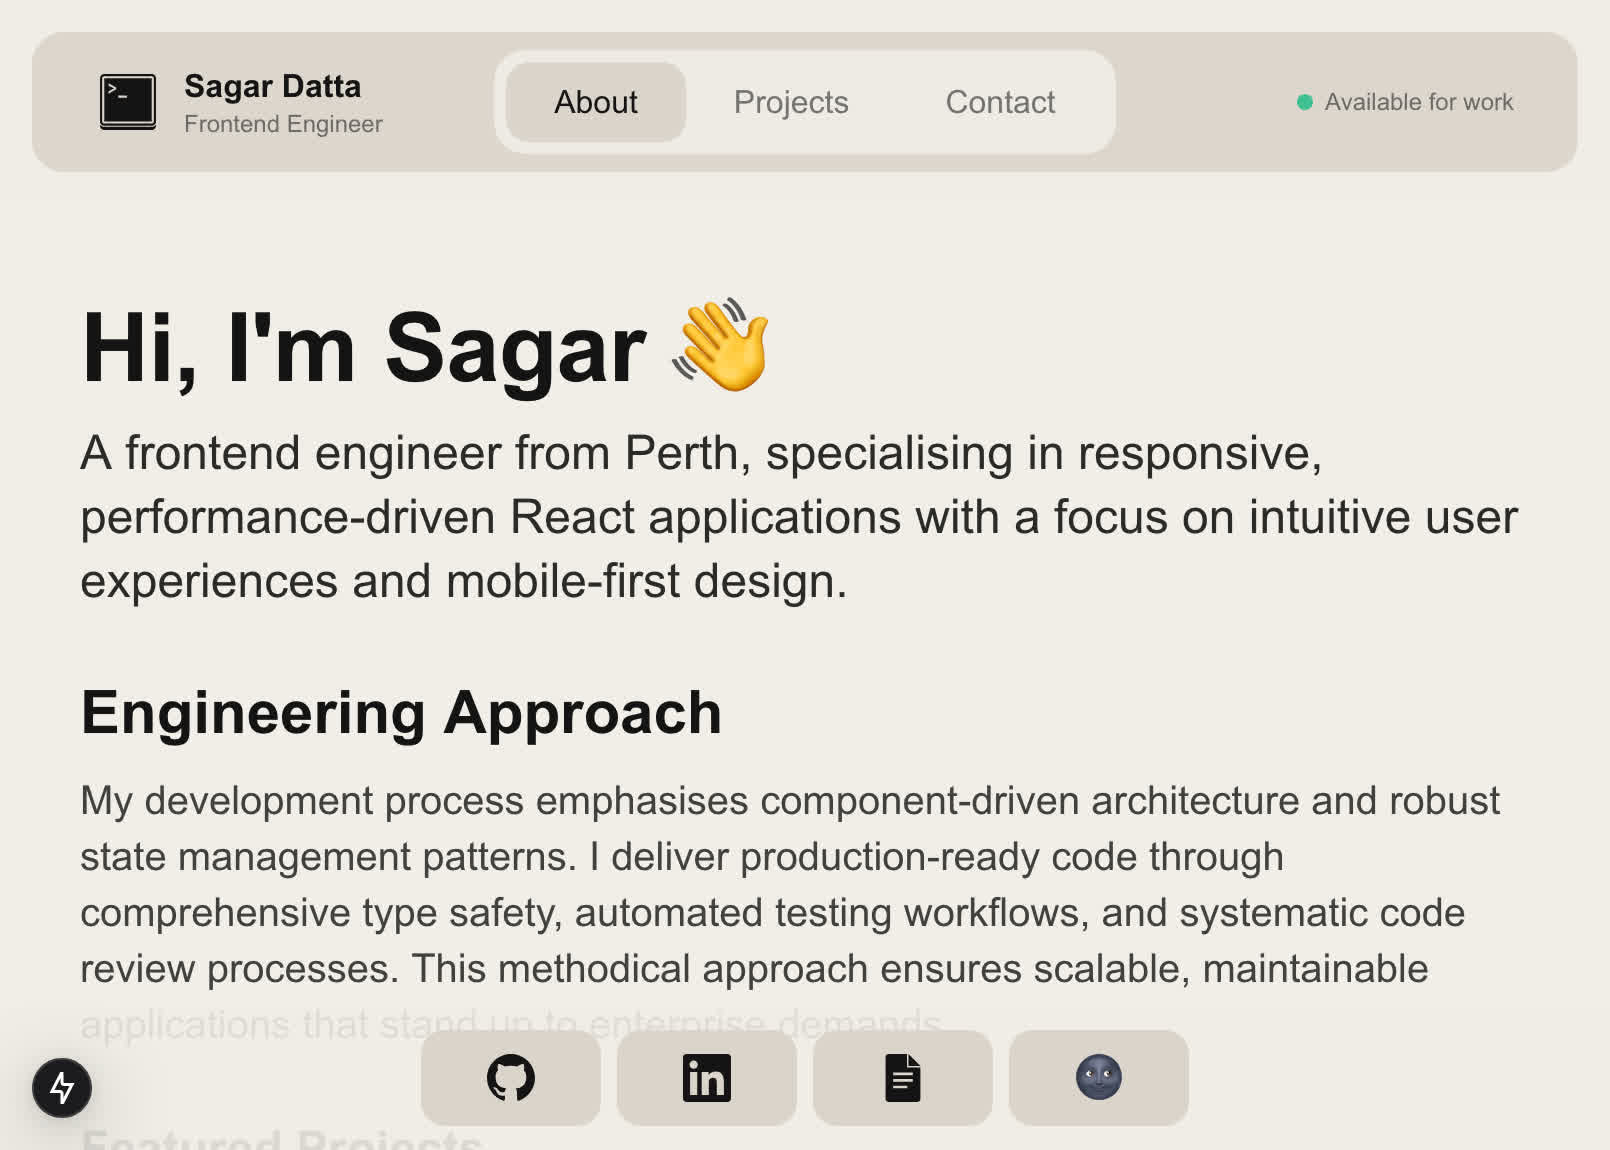 Sagar Datta
Frontend Engineer
About
Projects
Contact
Available for work
Hi, I'm Sagar 👋
A frontend engineer from Perth, specialising in responsive,
performance-driven React applications with a focus on intuitive user
experiences and mobile-first design.
Engineering Approach
My development process emphasises component-driven architecture and robust
state management patterns. I deliver production-ready code through
comprehensive type safety, automated testing workflows, and systematic code
review processes. This methodical approach ensures scalable, maintainable
applications that stand up to enterprise demands.
in
Featured Projects